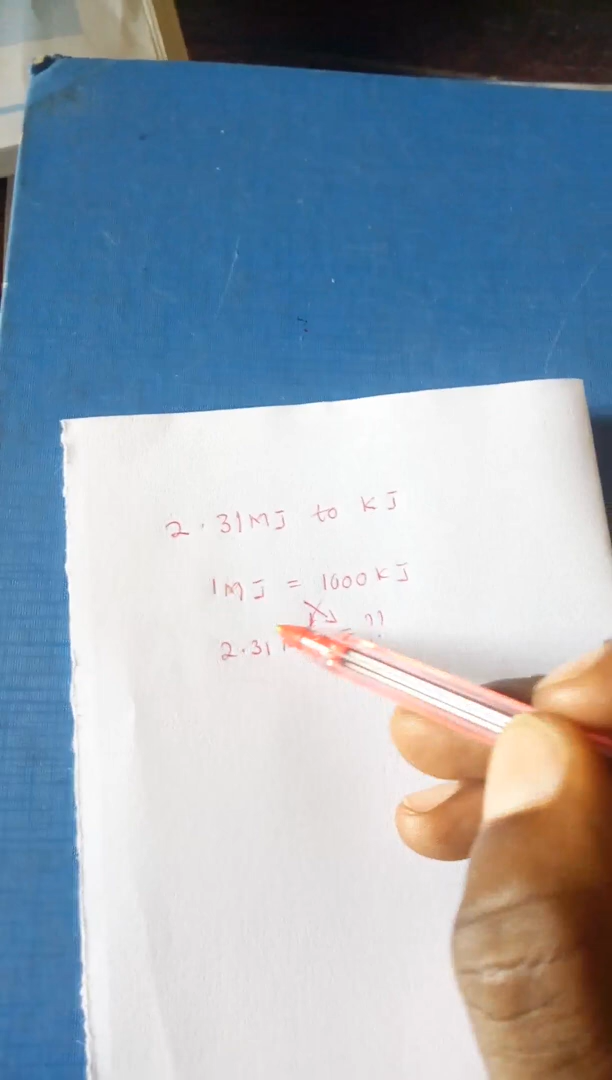 2.31MJ to KJ
1MJ = 1000KJ
2.31 = ??